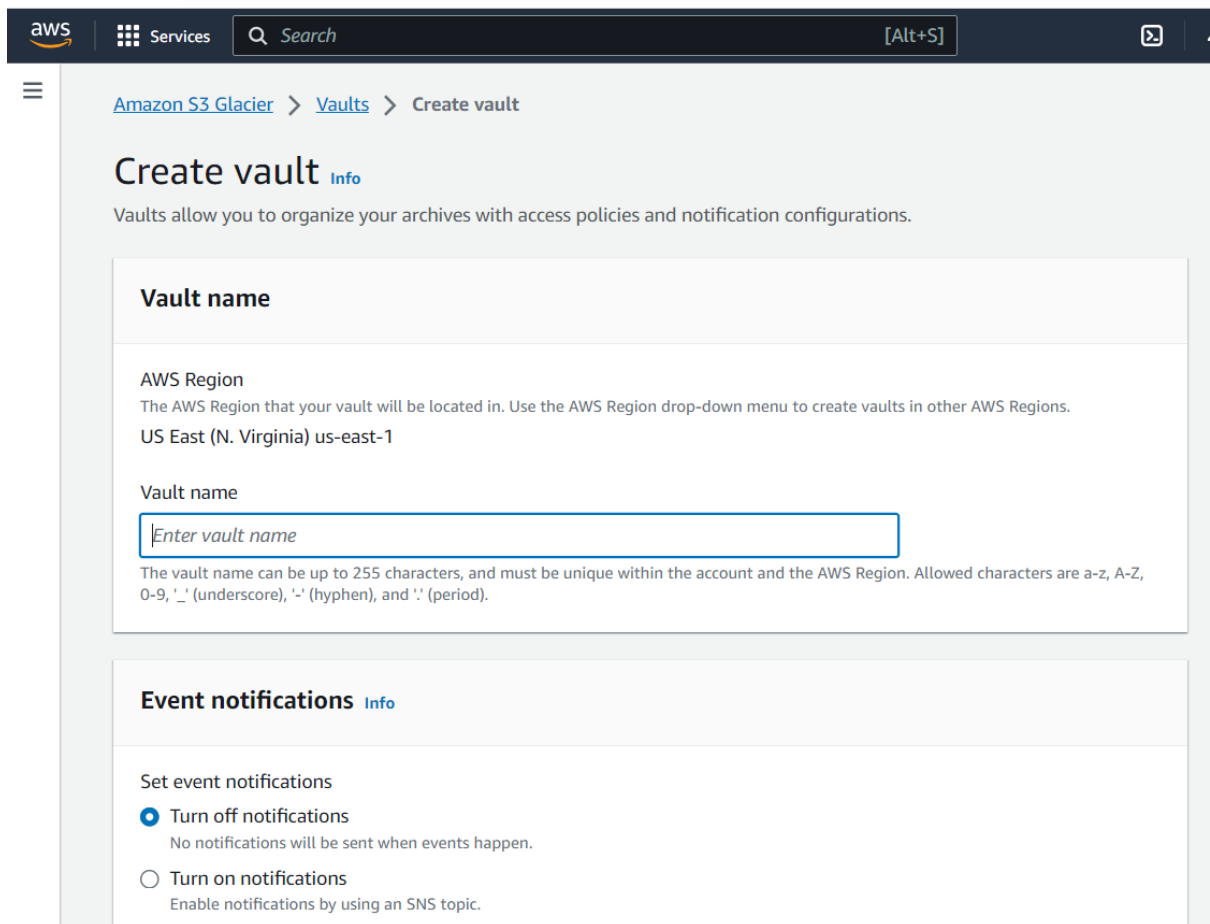 aws Services Search [Alt+S]
Amazon S3 Glacier > Vaults > Create vault
Create vault Info
Vaults allow you to organize your archives with access policies and notification configurations.
Vault name
AWS Region
The AWS Region that your vault will be located in. Use the AWS Region drop-down menu to create vaults in other AWS Regions.
US East (N. Virginia) us-east-1
Vault name
Enter vault name
The vault name can be up to 255 characters, and must be unique within the account and the AWS Region. Allowed characters are a-z, A-Z,
0-9, '_' (underscore), '-' (hyphen), and '.' (period).
Event notifications Info
Set event notifications
Turn off notifications
No notifications will be sent when events happen.
Turn on notifications
Enable notifications by using an SNS topic.